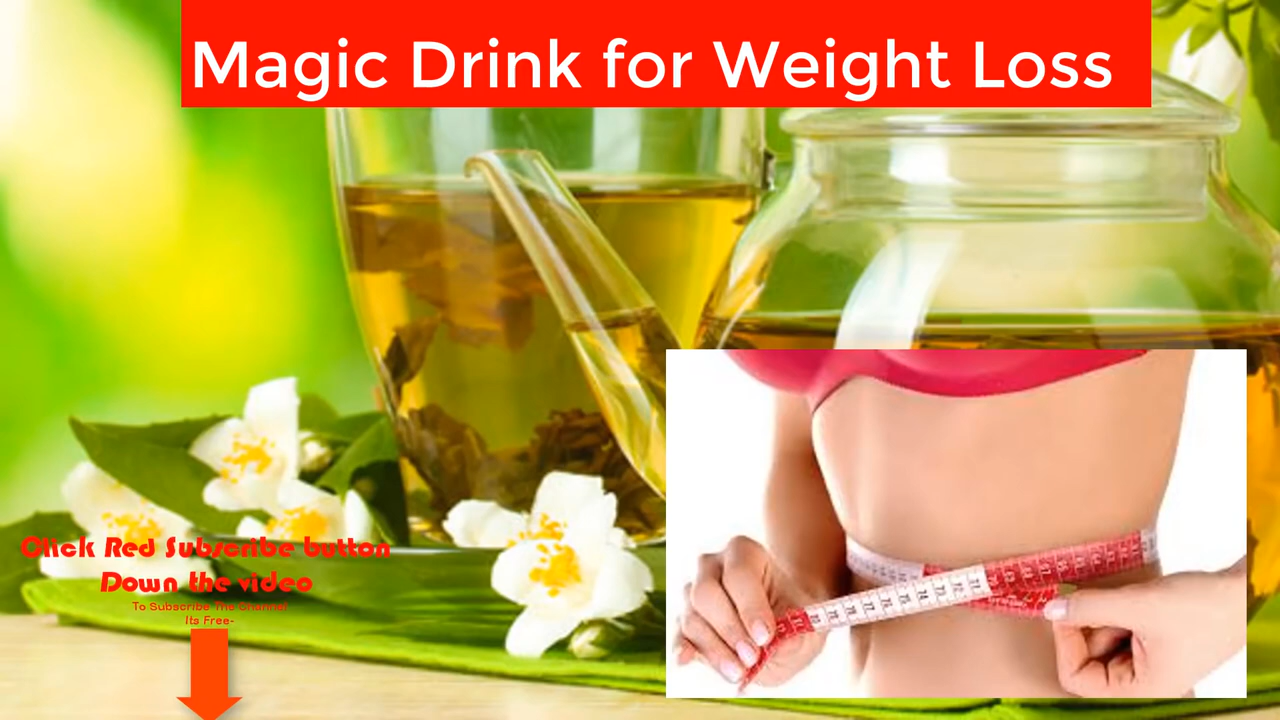 Magic Drink for Weight Loss
Click Red Subscribe button
Down the video
To Subscribe The Channel
Its Free-